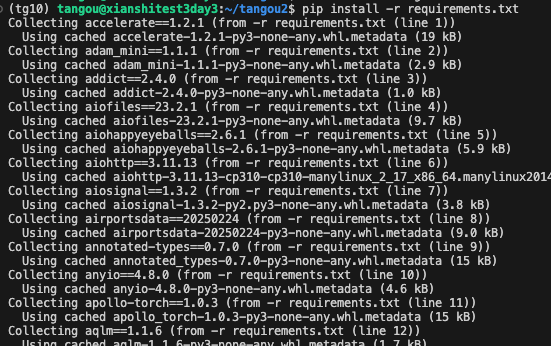 (tg10) tangou@xianshitest3day3:~/tangou2$ pip install -r requirements.txt
Collecting accelerate==1.2.1 (from -r requirements.txt (line 1))
Using cached accelerate-1.2.1-py3-none-any.whl.metadata (19 kB)
Collecting adam_mini==1.1.1 (from -r requirements.txt (line 2))
Using cached adam_mini-1.1.1-py3-none-any.whl.metadata (2.9 kB)
Collecting addict==2.4.0 (from -r requirements.txt (line 3))
Using cached addict-2.4.0-py3-none-any.whl.metadata (1.0 kB)
Collecting aiofiles==23.2.1 (from -r requirements.txt (line 4))
Using cached aiofiles-23.2.1-py3-none-any.whl.metadata (9.7 kB)
Collecting aiohappyeyeballs==2.6.1 (from -r requirements.txt (line 5))
Using cached aiohappyeyeballs-2.6.1-py3-none-any.whl.metadata (5.9 kB)
Collecting aiohttp==3.11.13 (from -r requirements.txt (line 6))
Using cached aiohttp-3.11.13-cp310-cp310-manylinux_2_17_x86_64.manylinux2014
Collecting aiosignal==1.3.2 (from -r requirements.txt (line 7))
Using cached aiosignal-1.3.2-py2.py3-none-any.whl.metadata (3.8 kB)
Collecting airportsdata==20250224 (from -r requirements.txt (line 8))
Using cached airportsdata-20250224-py3-none-any.whl.metadata (9.0 kB)
Collecting annotated-types==0.7.0 (from -r requirements.txt (line 9))
Using cached annotated_types-0.7.0-py3-none-any.whl.metadata (15 kB)
Collecting anyio==4.8.0 (from -r requirements.txt (line 10))
Using cached anyio-4.8.0-py3-none-any.whl.metadata (4.6 kB)
Collecting apollo-torch==1.0.3 (from -r requirements.txt (line 11))
Using cached apollo_torch-1.0.3-py3-none-any.whl.metadata (15 kB)
Collecting aqlm==1.1.6 (from -r requirements.txt (line 12))
Using cached aqlm-1.1.6-py3-none-any.whl.metadata (1.7 kB)